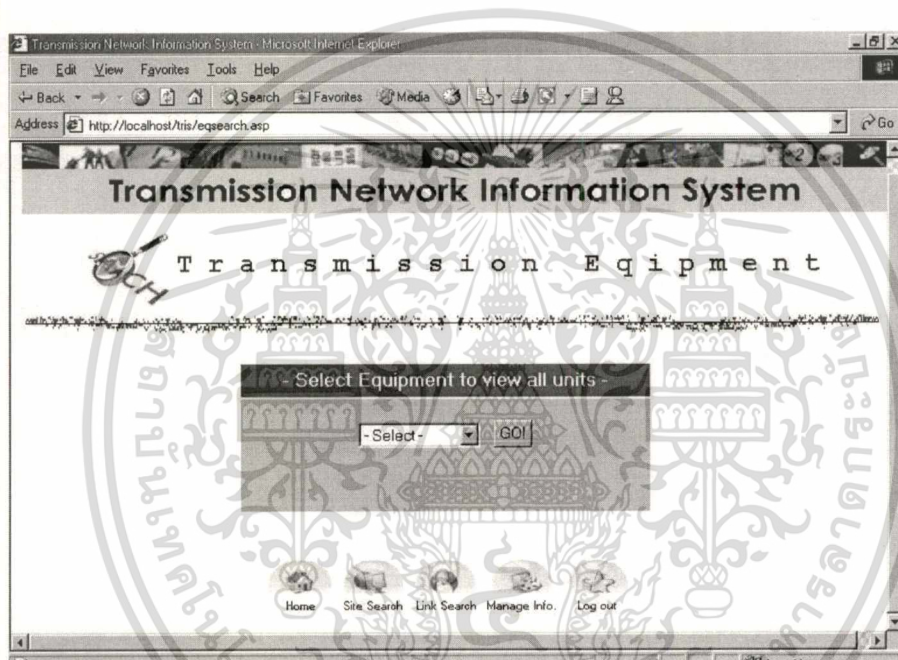 Transmission Network Information System - Microsoft Internet Explorer
File Edit View Favorites Tools Help
Back Search Favorites Media
Address http://localhost/tris/eqsearch.asp Go
Transmission Network Information System
CH Transmission Eqipment
- Select Equipment to view all units -
- Select - GO!
Home Site Search Link Search Manage Info. Log out